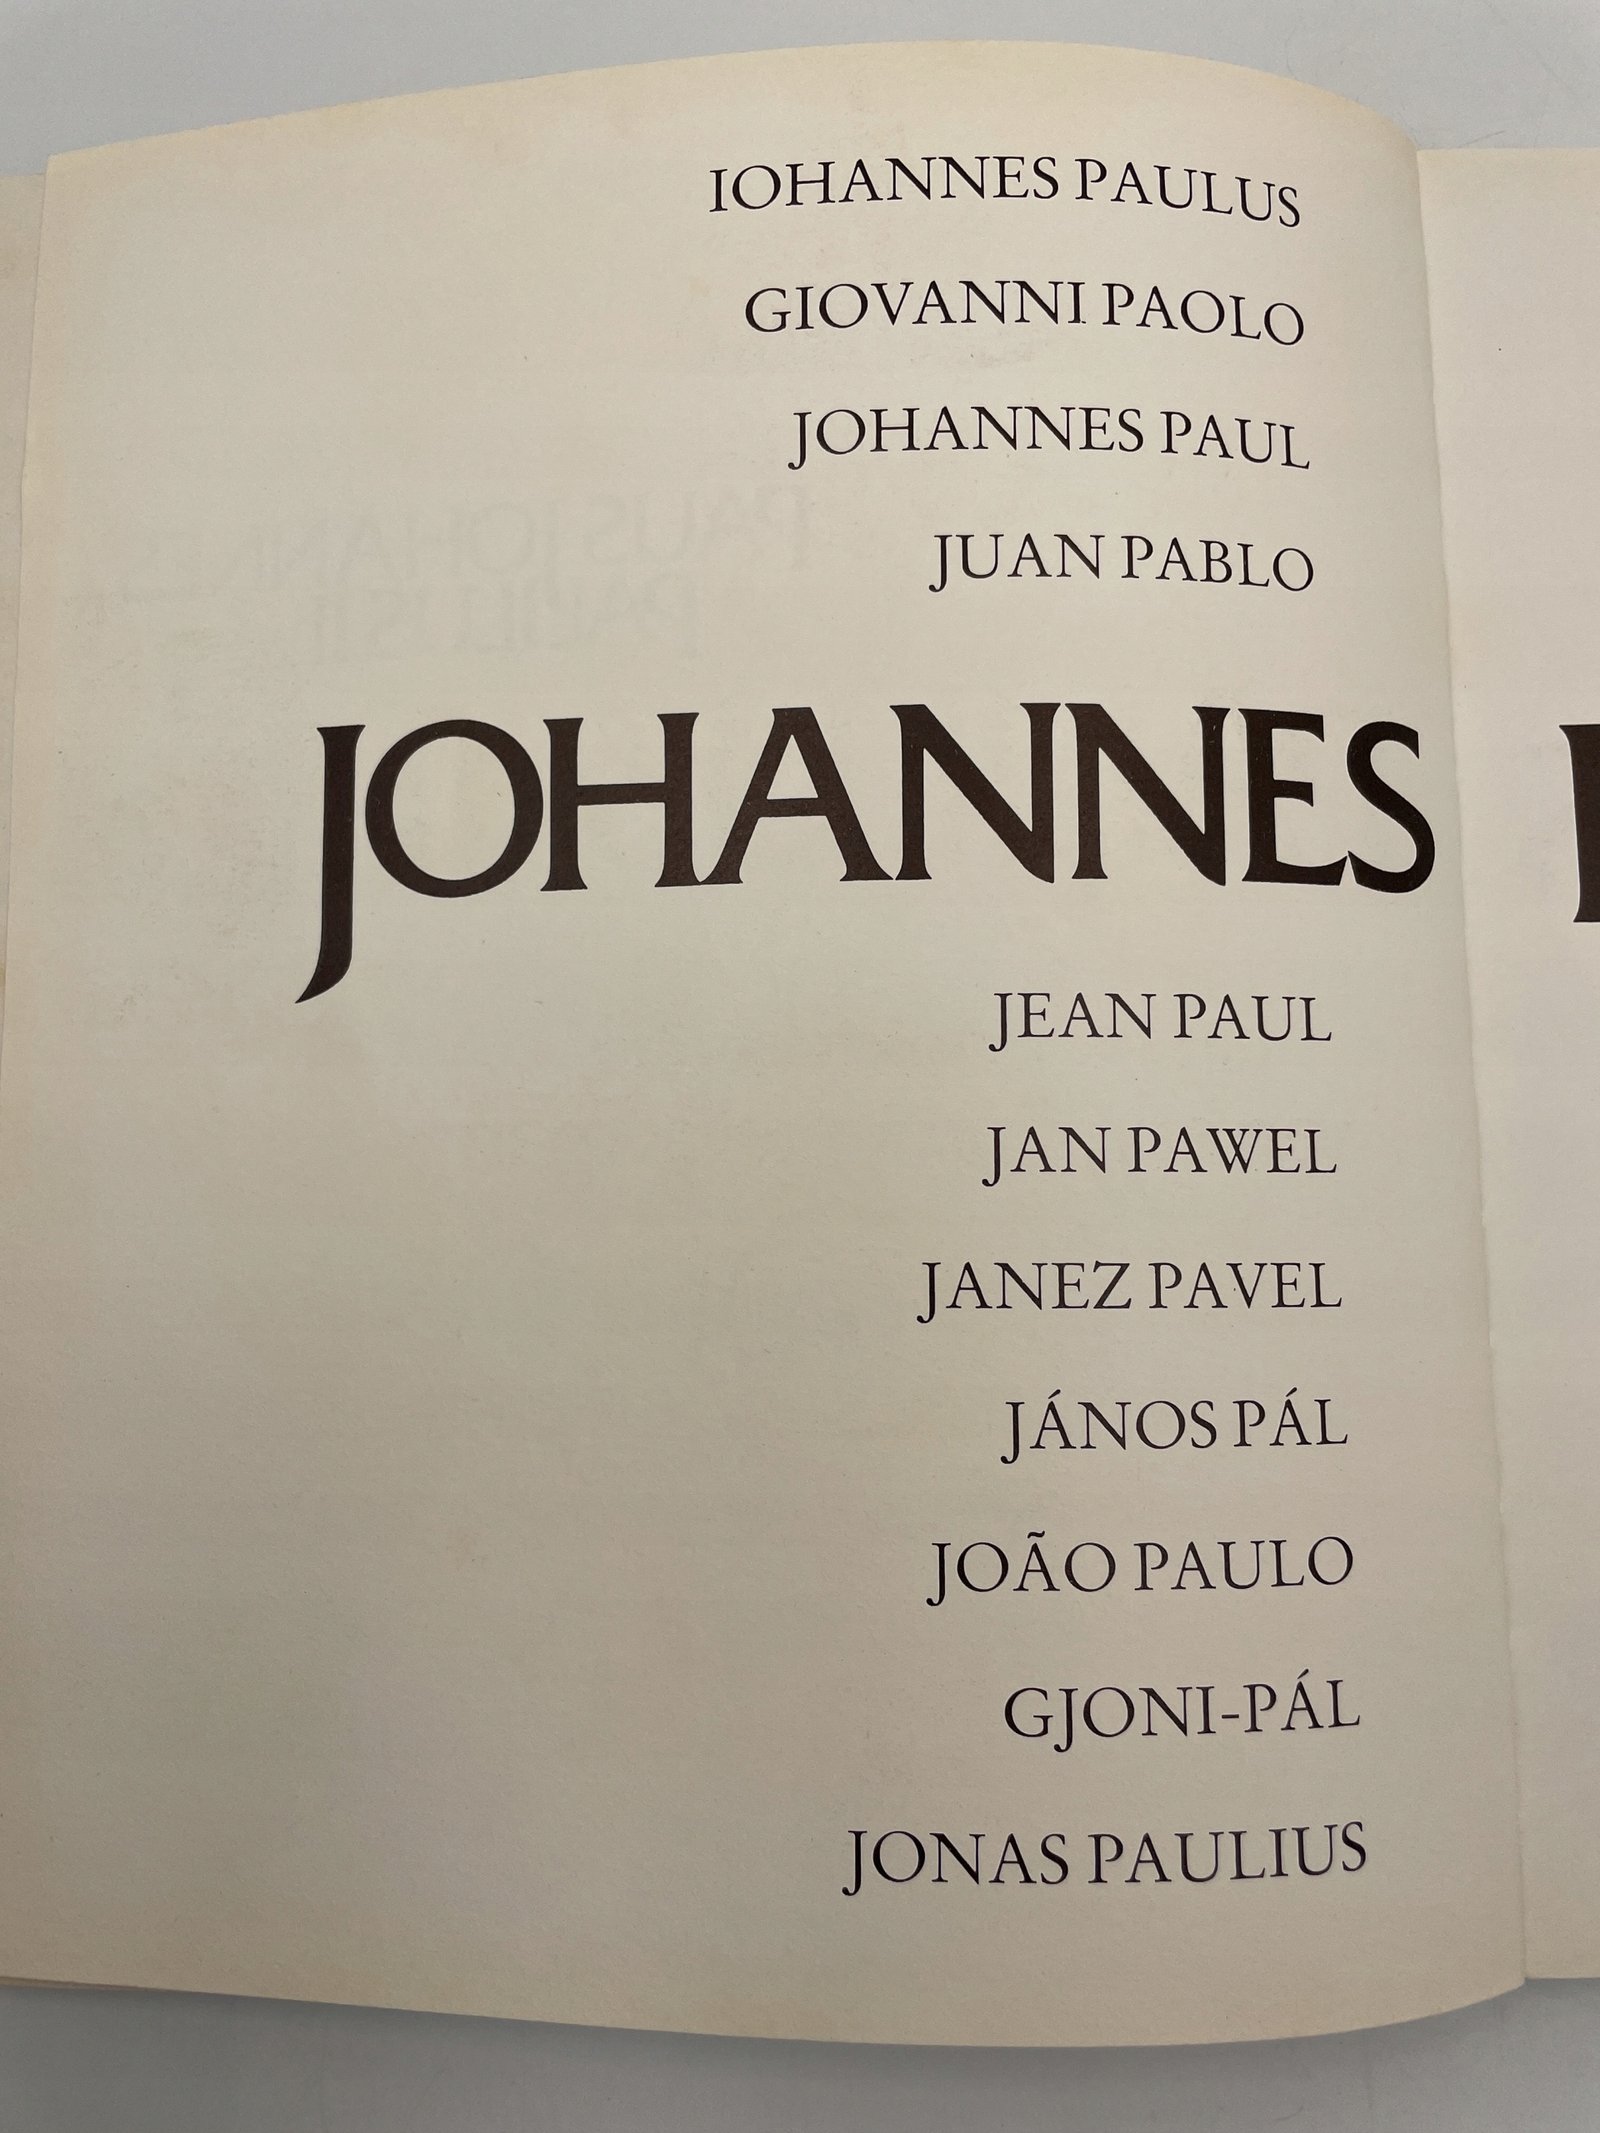 IOHANNES PAULUS
GIOVANNI PAOLO
JOHANNES PAUL
JUAN PABLO
JOHANNES
JEAN PAUL
JAN PAWEL
JANEZ PAVEL
JÁNOS PÁL
JOÃO PAULO
GJONI-PÁL
JONAS PAULIUS